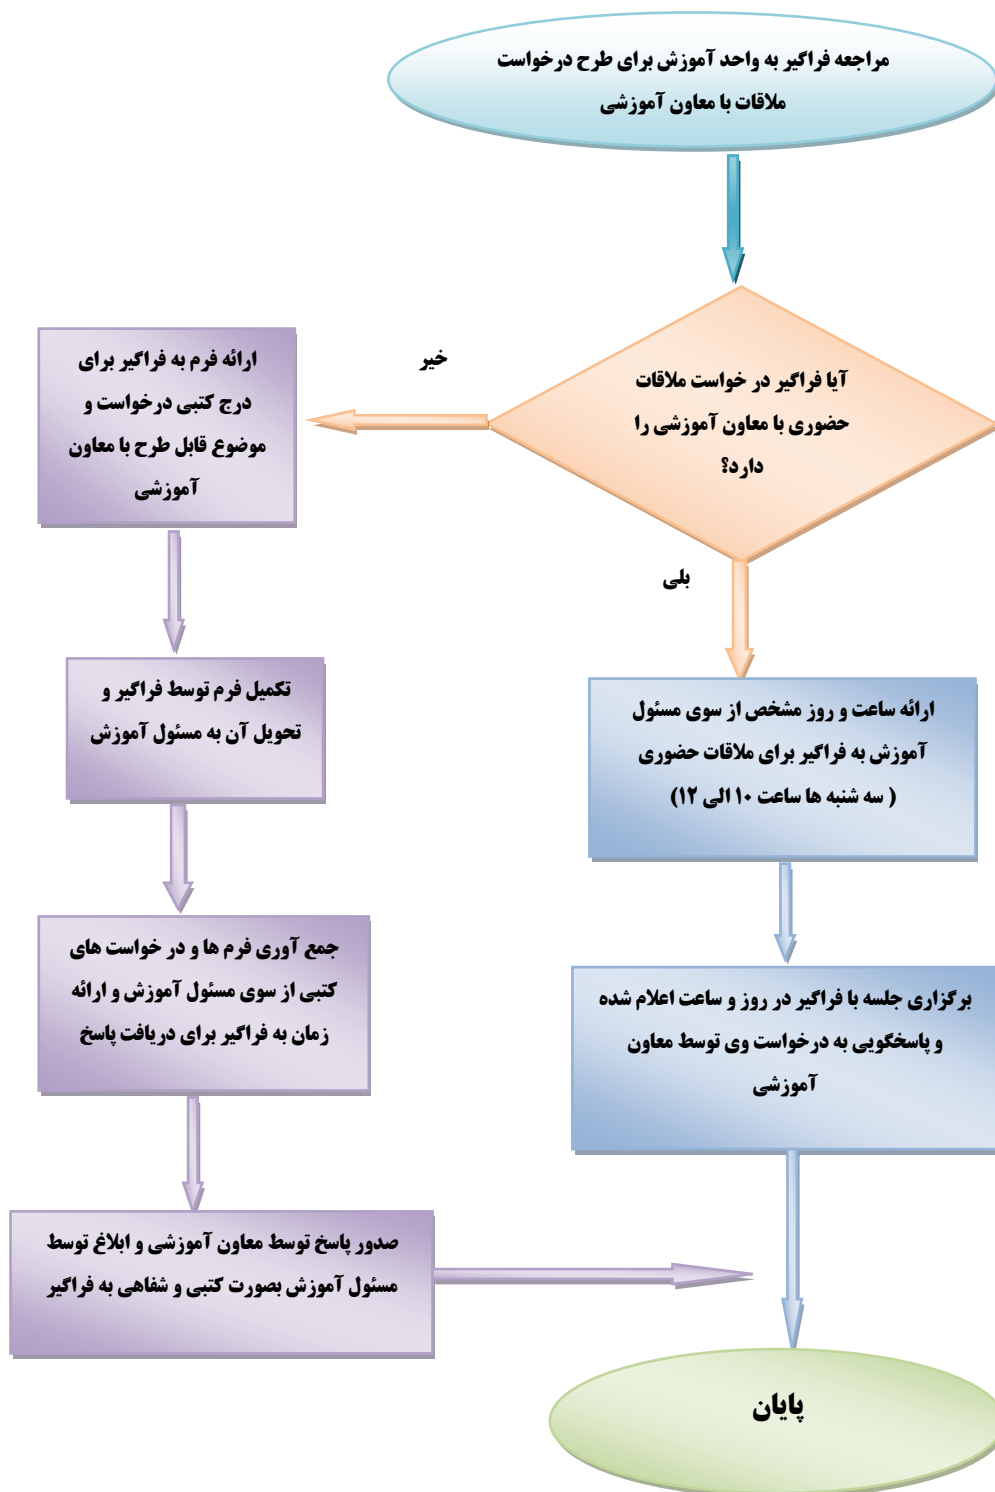 مراجعه فراگیر به واحد آموزش برای طرح درخواست
ملاقات با معاون آموزشی
آیا فراگیر در خواست ملاقات
حضوری با معاون آموزشی را
دارد؟
خیر
ارائه فرم به فراگیر برای
درج کتبی درخواست و
موضوع قابل طرح با معاون
آموزشی
بلی
تکمیل فرم توسط فراگیر و
تحویل آن به مسئول آموزش
ارائه ساعت و روز مشخص از سوی مسئول
آموزش به فراگیر برای ملاقات حضوری
( سه شنبه ها ساعت ۱۰ الی ۱۲)
جمع آوری فرم ها و در خواست های
کتبی از سوی مسئول آموزش و ارائه
زمان به فراگیر برای دریافت پاسخ
برگزاری جلسه با فراگیر در روز و ساعت اعلام شده
و پاسخگویی به درخواست وی توسط معاون
آموزشی
صدور پاسخ توسط معاون آموزشی و ابلاغ توسط
مسئول آموزش بصورت کتبی و شفاهی به فراگیر
پایان